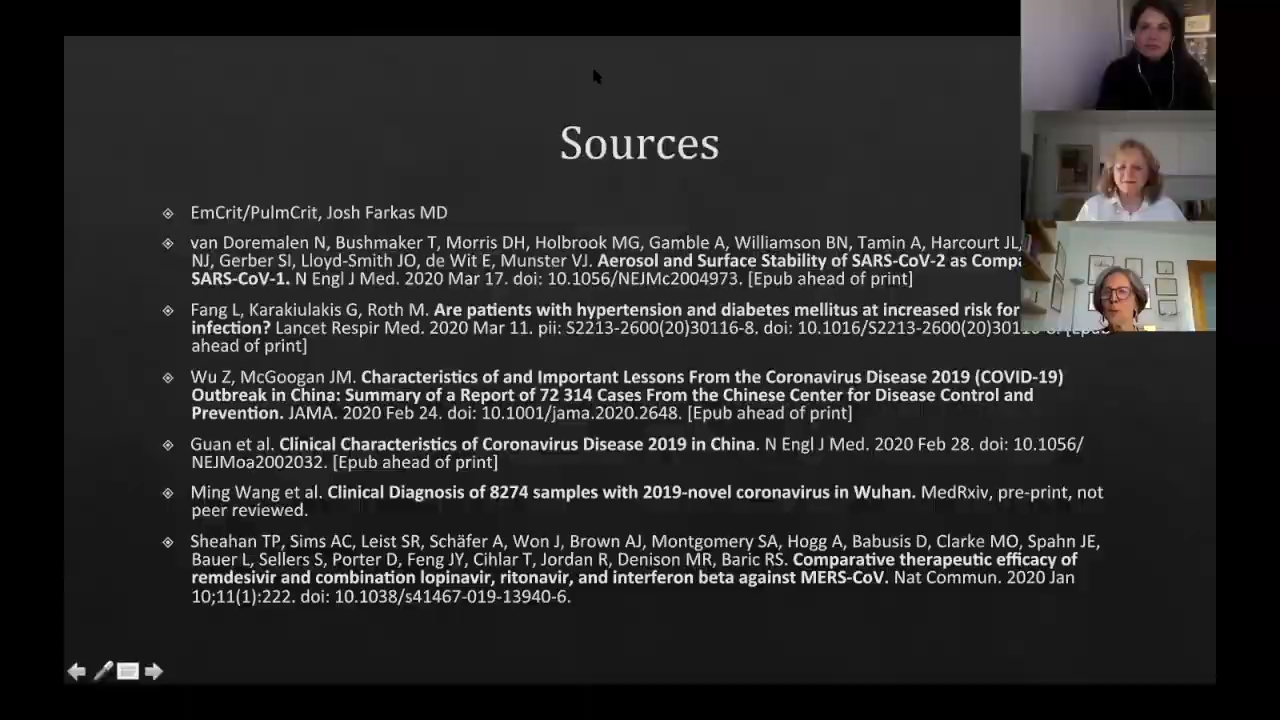 Sources
EmCrit/PulmCrit, Josh Farkas MD
van Doremalen N, Bushmaker T, Morris DH, Holbrook MG, Gamble A, Williamson BN, Tamin A, Harcourt JL,
NJ, Gerber SI, Lloyd-Smith JO, de Wit E, Munster VJ. Aerosol and Surface Stability of SARS-CoV-2 as
SARS-CoV-1. N Engl J Med. 2020 Mar 17. doi: 10.1056/NEJMc2004973. [Epub ahead of print]
Fang L, Karakiulakis G, Roth M. Are patients with hypertension and diabetes mellitus at increased risk for
infection? Lancet Respir Med. 2020 Mar 11. pii: S2213-2600(20)30116-8. doi: 10.1016/S2213-2600(20)30116-8. [Epub
ahead of print]
Wu Z, McGoogan JM. Characteristics of and Important Lessons From the Coronavirus Disease 2019 (COVID-19)
Outbreak in China: Summary of a Report of 72 314 Cases From the Chinese Center for Disease Control and
Prevention. JAMA. 2020 Feb 24. doi: 10.1001/jama.2020.2648. [Epub ahead of print]
Guan et al. Clinical Characteristics of Coronavirus Disease 2019 in China. N Engl J Med. 2020 Feb 28. doi: 10.1056/
NEJMoa2002032. [Epub ahead of print]
Ming Wang et al. Clinical Diagnosis of 8274 samples with 2019-novel coronavirus in Wuhan. MedRxiv, pre-print, not
peer reviewed.
Sheahan TP, Sims AC, Leist SR, Schäfer A, Won J, Brown AJ, Montgomery SA, Hogg A, Babusis D, Clarke MO, Spahn JE,
Bauer L, Sellers S, Porter D, Feng JY, Cihlar T, Jordan R, Denison MR, Baric RS. Comparative therapeutic efficacy of
remdesivir and combination lopinavir, ritonavir, and interferon beta against MERS-CoV. Nat Commun. 2020 Jan
10;11(1):222. doi: 10.1038/s41467-019-13940-6.